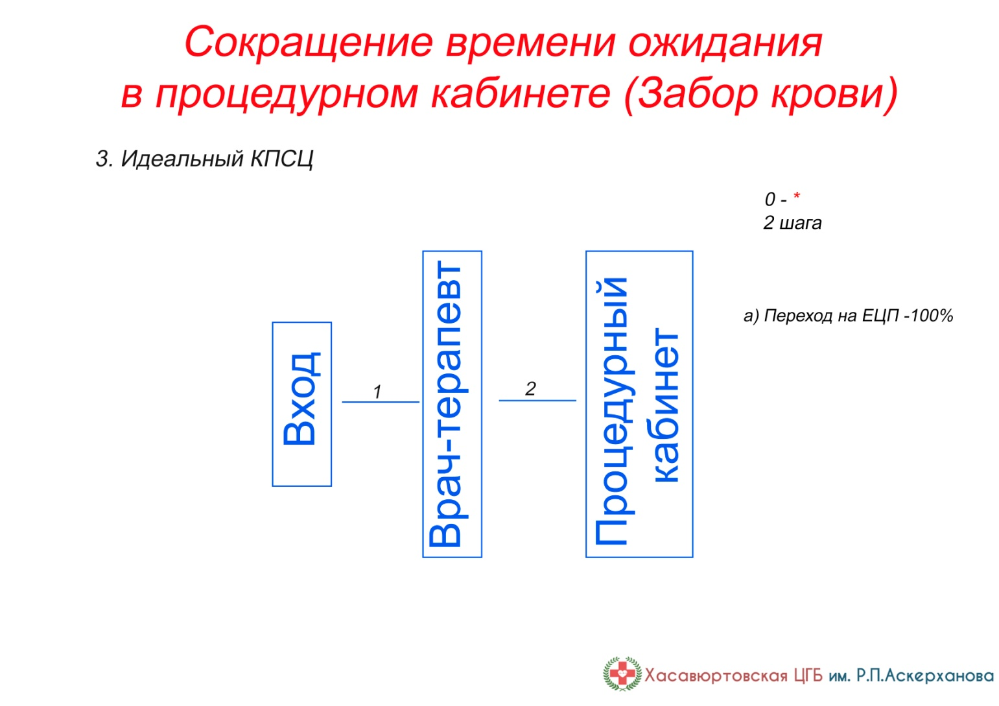 Сокращение времени ожидания
в процедурном кабинете (Забор крови)
3. Идеальный КПСЦ
0 - *
2 шага
а) Переход на ЕЦП -100%
Вход
1
Врач-терапевт
2
Процедурный
кабинет
Хасавюртовская ЦГБ им. Р.П.Аскерханова